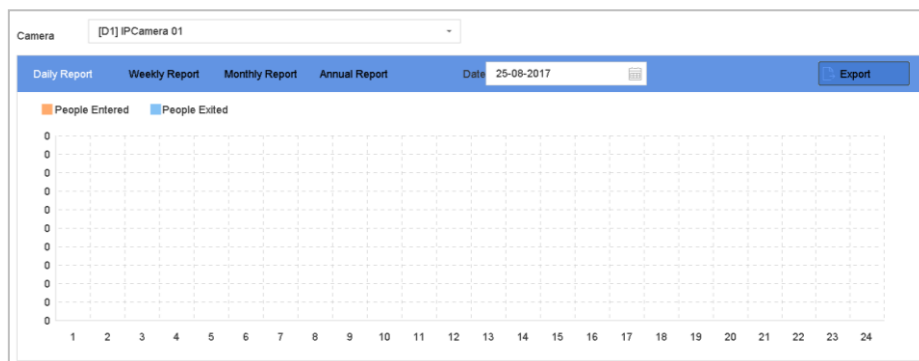 Camera [D1] IPCamera 01
Daily Report Weekly Report Monthly Report Annual Report Date 25-08-2017 Export
People Entered People Exited
0
0
0
0
0
0
0
0
0
0
0
1 2 3 4 5 6 7 8 9 10 11 12 13 14 15 16 17 18 19 20 21 22 23 24